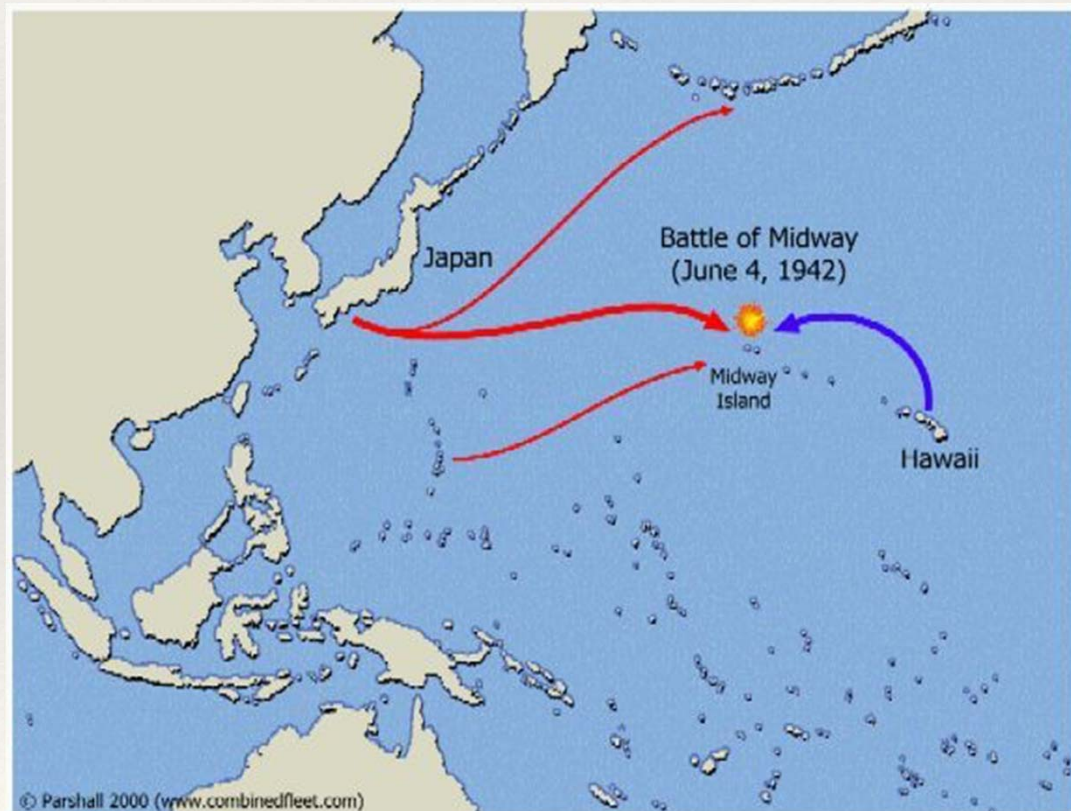 Battle of Midway
(June 4, 1942)
Japan
Midway
Island
Hawaii
© Parshall 2000 (www.combinedfleet.com)